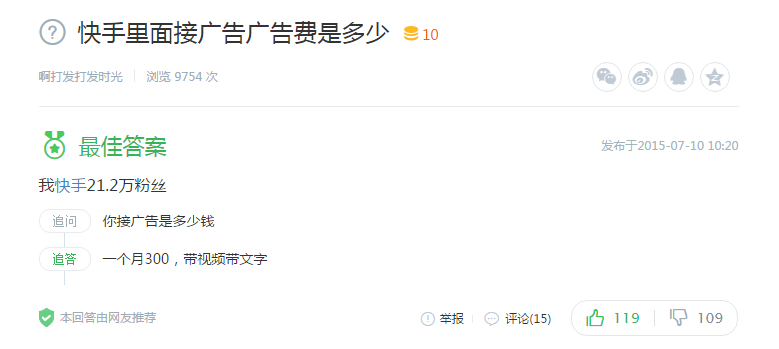 快手里面接广告广告费是多少 10
啊打发打发时光 浏览 9754 次
最佳答案 发布于2015-07-10 10:20
我快手21.2万粉丝
追问 你接广告是多少钱
追答 一个月300，带视频带文字
本回答由网友推荐 举报 评论(15) 119 109